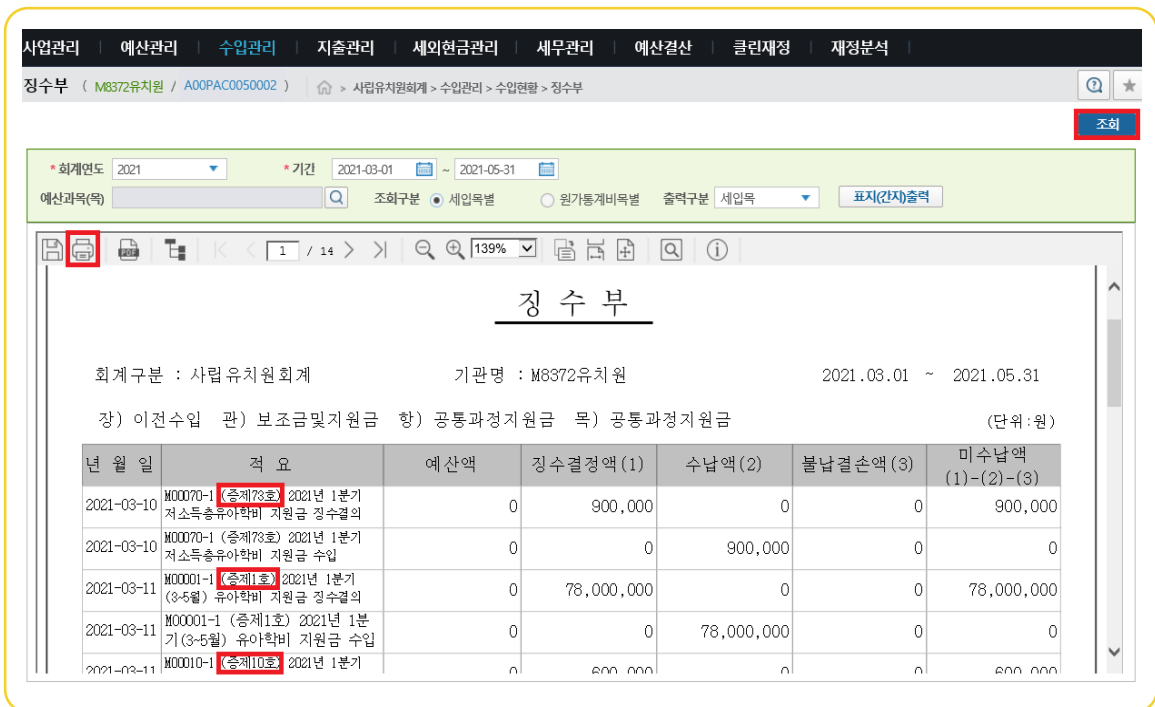 사업관리 예산관리 수입관리 지출관리 세외현금관리 세무관리 예산결산 클린재정 재정분석
징수부 ( M8372유치원 / A00PAC0050002 ) > 사립유치원회계 > 수입관리 > 수입현황 > 징수부
조회
* 회계연도 2021 * 기간 2021-03-01 ~ 2021-05-31
예산과목(목) 조회구분 세입목별 원가통계비목별 출력구분 세입목 표지(간지)출력
PDF 1 / 14 139%
징 수 부
회계구분 : 사립유치원회계 기관명 : M8372유치원 2021.03.01 ~ 2021.05.31
장) 이전수입 관) 보조금및지원금 항) 공통과정지원금 목) 공통과정지원금 (단위:원)
년 월 일 적 요 예산액 징수결정액(1) 수납액(2) 불납결손액(3) 미수납액
(1)-(2)-(3)
2021-03-10 M00070-1 (증제73호) 2021년 1분기 0 900,000 0 0 900,000
저소득층유아학비 지원금 징수결의
2021-03-10 M00070-1 (증제73호) 2021년 1분기 0 0 900,000 0 0
저소득층유아학비 지원금 수입
2021-03-11 M00001-1 (증제1호) 2021년 1분기 0 78,000,000 0 0 78,000,000
(3~5월) 유아학비 지원금 징수결의
2021-03-11 M00001-1 (증제1호) 2021년 1분 0 0 78,000,000 0 0
기(3~5월) 유아학비 지원금 수입
2021-03-11 M00010-1 (증제10호) 2021년 1분기 0 600,000 0 0 600,000